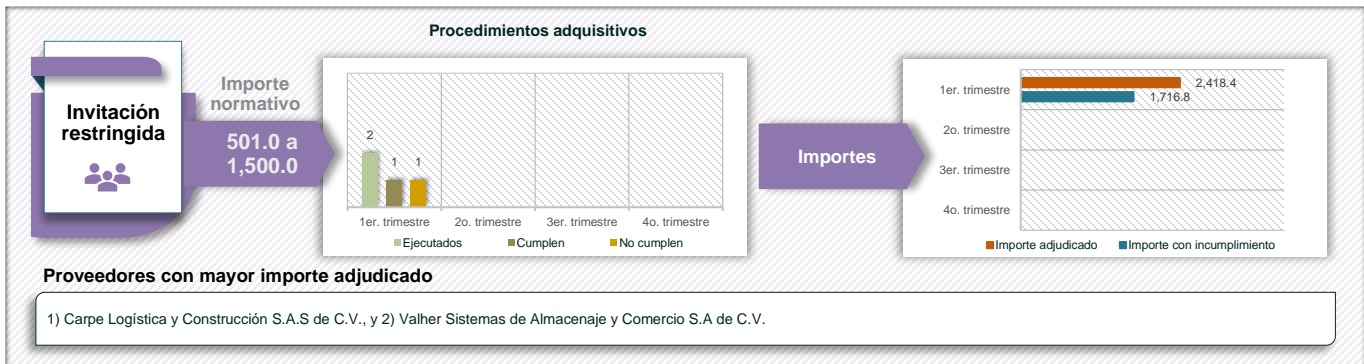 Procedimientos adquisitivos
Invitación
restringida
Importe
normativo
501.0 a
1,500.0
2
1
1
1er. trimestre
2o. trimestre
3er. trimestre
4o. trimestre
Ejecutados
Cumplen
No cumplen
Importes
1er. trimestre
2,418.4
1,716.8
2o. trimestre
3er. trimestre
4o. trimestre
Importe adjudicado
Importe con incumplimiento
Proveedores con mayor importe adjudicado
1) Carpe Logística y Construcción S.A.S de C.V., y 2) Valher Sistemas de Almacenaje y Comercio S.A de C.V.